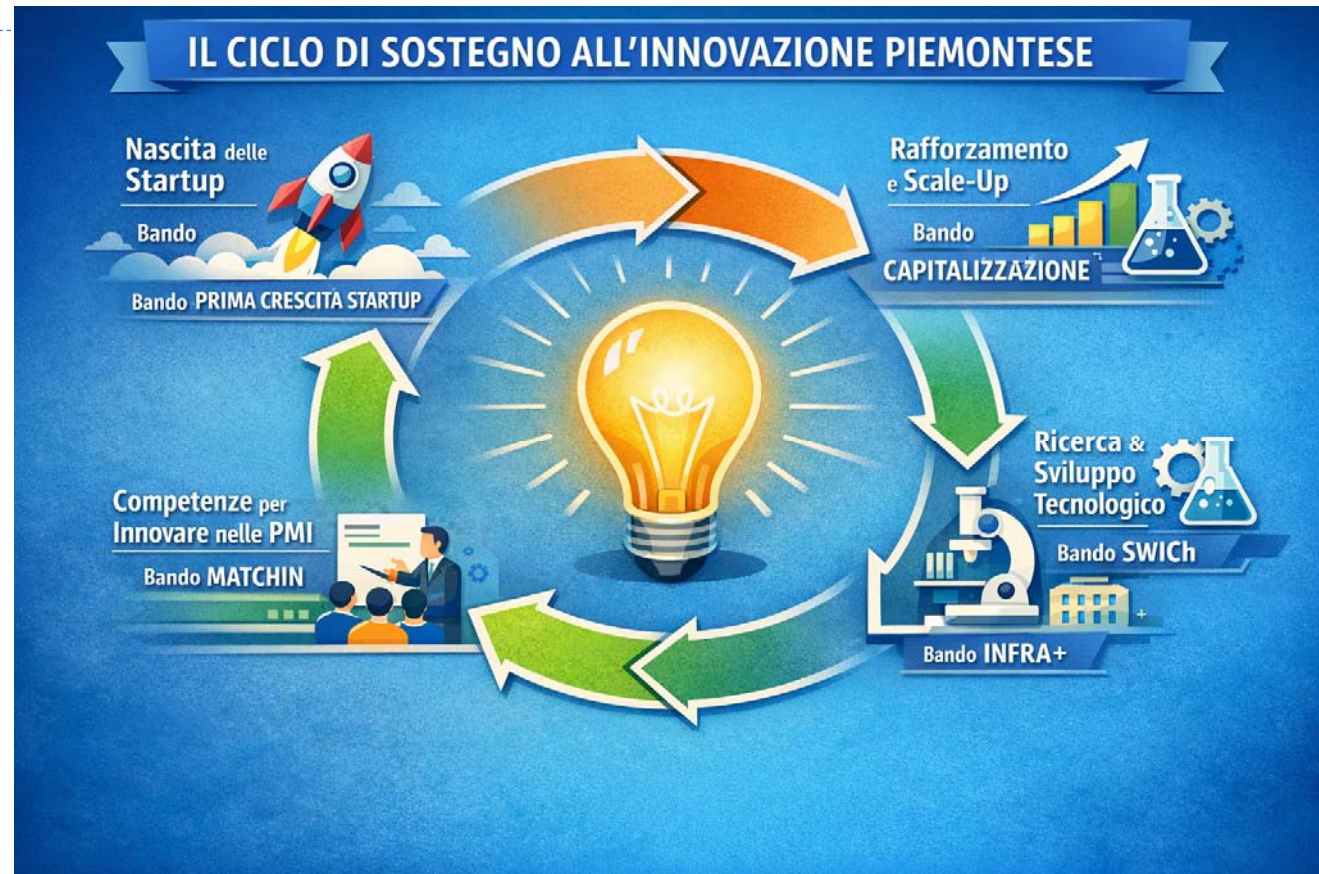 IL CICLO DI SOSTEGNO ALL'INNOVAZIONE PIEMONTESE
Nascita delle
Startup
Bando
Bando PRIMA CRESCITA STARTUP
Rafforzamento
e Scale-Up
Bando
CAPITALIZZAZIONE
Ricerca &
Sviluppo
Tecnologico
Bando SWICh
Bando INFRA+
Competenze per
Innovare nelle PMI
Bando MATCHIN